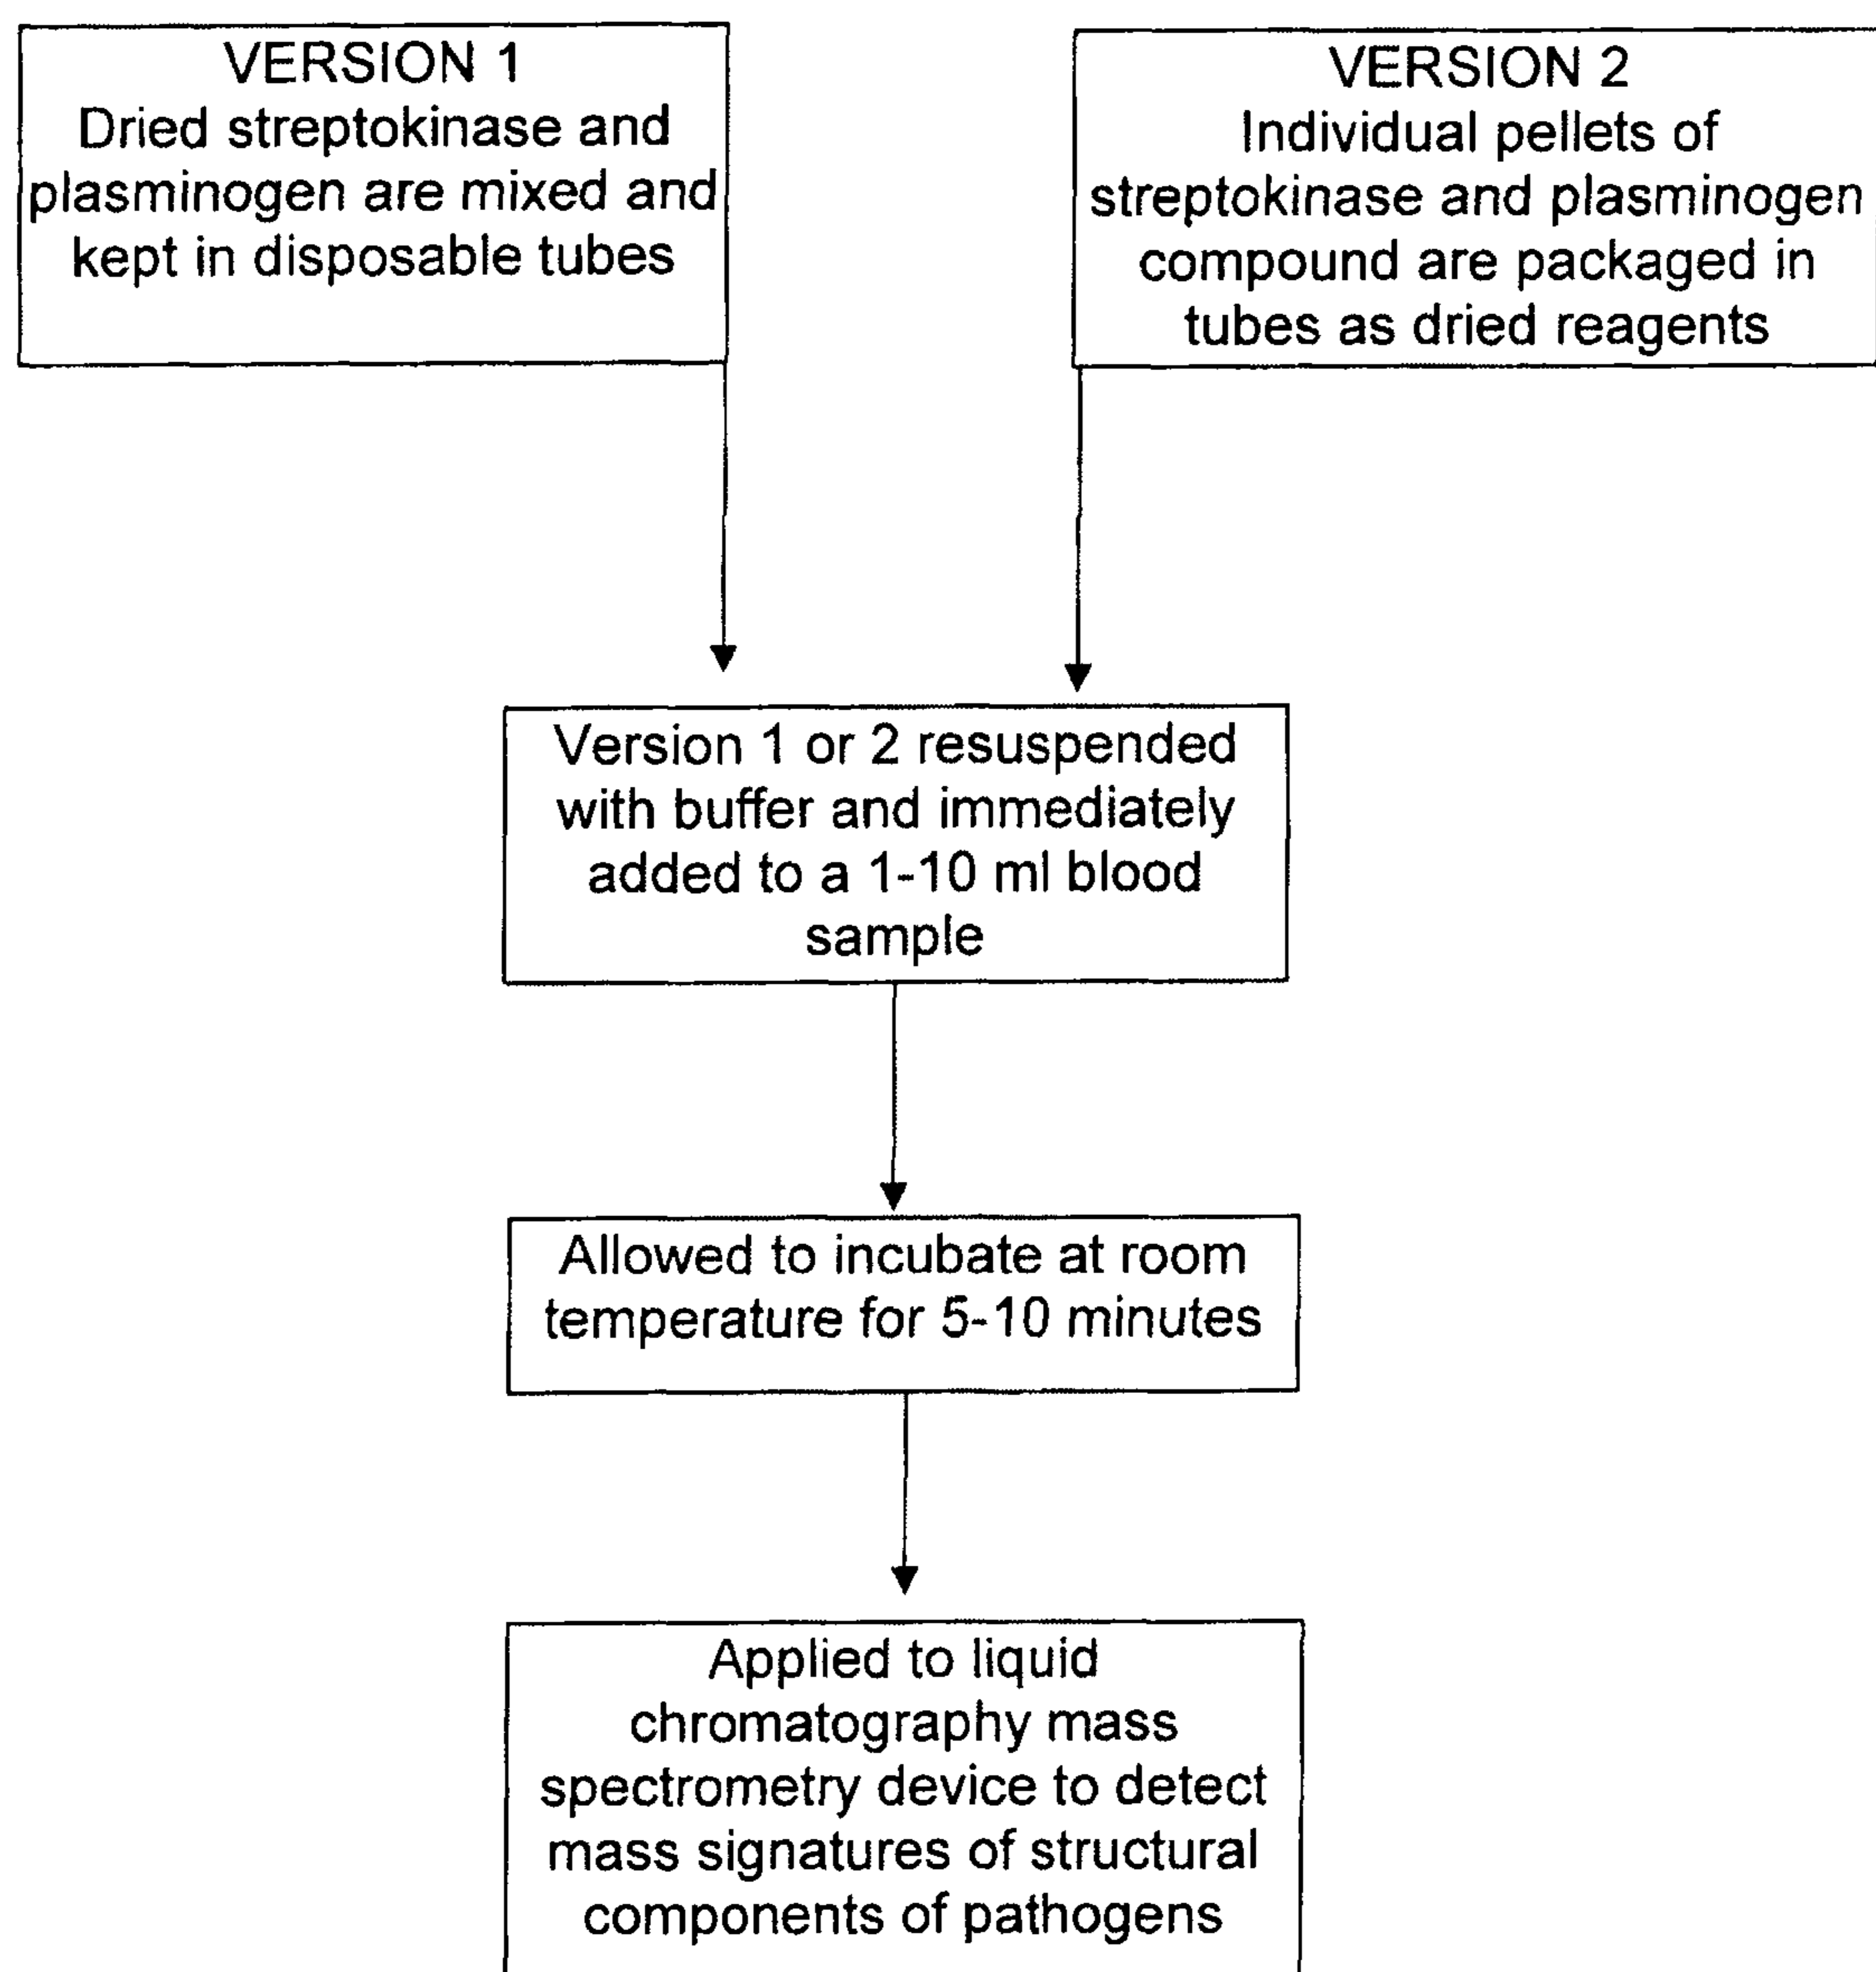 VERSION 1
Dried streptokinase and
plasminogen are mixed and
kept in disposable tubes
VERSION 2
Individual pellets of
streptokinase and plasminogen
compound are packaged in
tubes as dried reagents
Version 1 or 2 resuspended
with buffer and immediately
added to a 1-10 ml blood
sample
Allowed to incubate at room
temperature for 5-10 minutes
Applied to liquid
chromatography mass
spectrometry device to detect
mass signatures of structural
components of pathogens